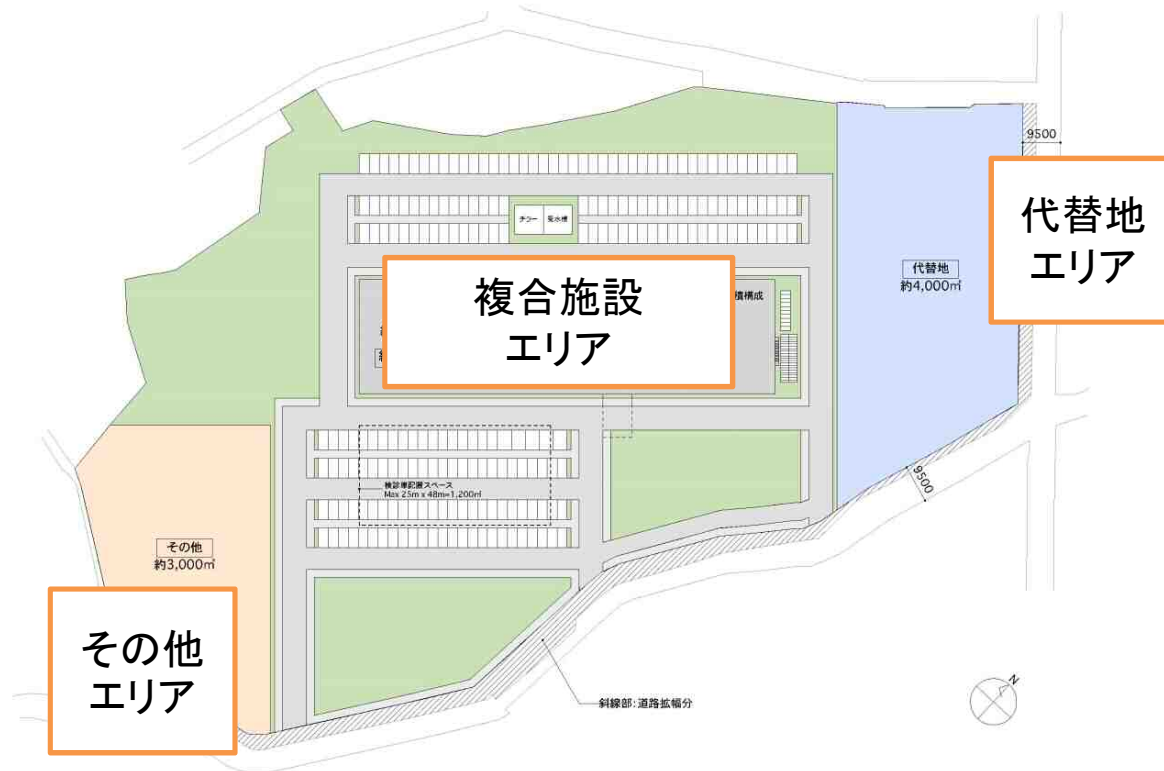 9500
代替地
エリア
チラー
受水槽
代替地
約4,000㎡
複合施設
エリア
積構成
検診車配置スペース
Max 25m x 48m=1,200㎡
9500
その他
約3,000㎡
その他
エリア
斜線部:道路拡幅分
N